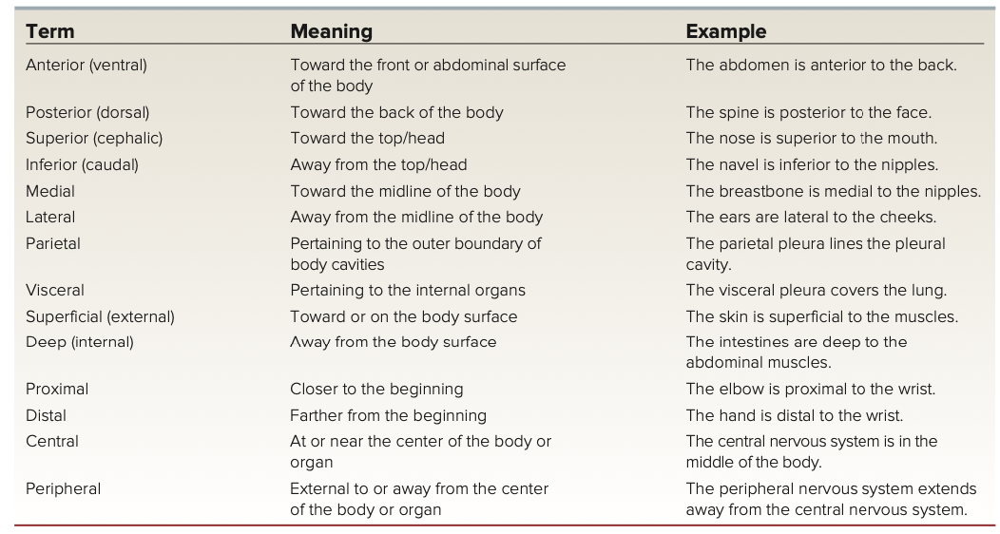 Term Meaning Example
Anterior (ventral) Toward the front or abdominal surface The abdomen is anterior to the back.
of the body
Posterior (dorsal) Toward the back of the body The spine is posterior to the face.
Superior (cephalic) Toward the top/head The nose is superior to the mouth.
Inferior (caudal) Away from the top/head The navel is inferior to the nipples.
Medial Toward the midline of the body The breastbone is medial to the nipples.
Lateral Away from the midline of the body The ears are lateral to the cheeks.
Parietal Pertaining to the outer boundary of The parietal pleura lines the pleural
body cavities cavity.
Visceral Pertaining to the internal organs The visceral pleura covers the lung.
Superficial (external) Toward or on the body surface The skin is superficial to the muscles.
Deep (internal) Away from the body surface The intestines are deep to the
abdominal muscles.
Proximal Closer to the beginning The elbow is proximal to the wrist.
Distal Farther from the beginning The hand is distal to the wrist.
Central At or near the center of the body or The central nervous system is in the
organ middle of the body.
Peripheral External to or away from the center The peripheral nervous system extends
of the body or organ away from the central nervous system.